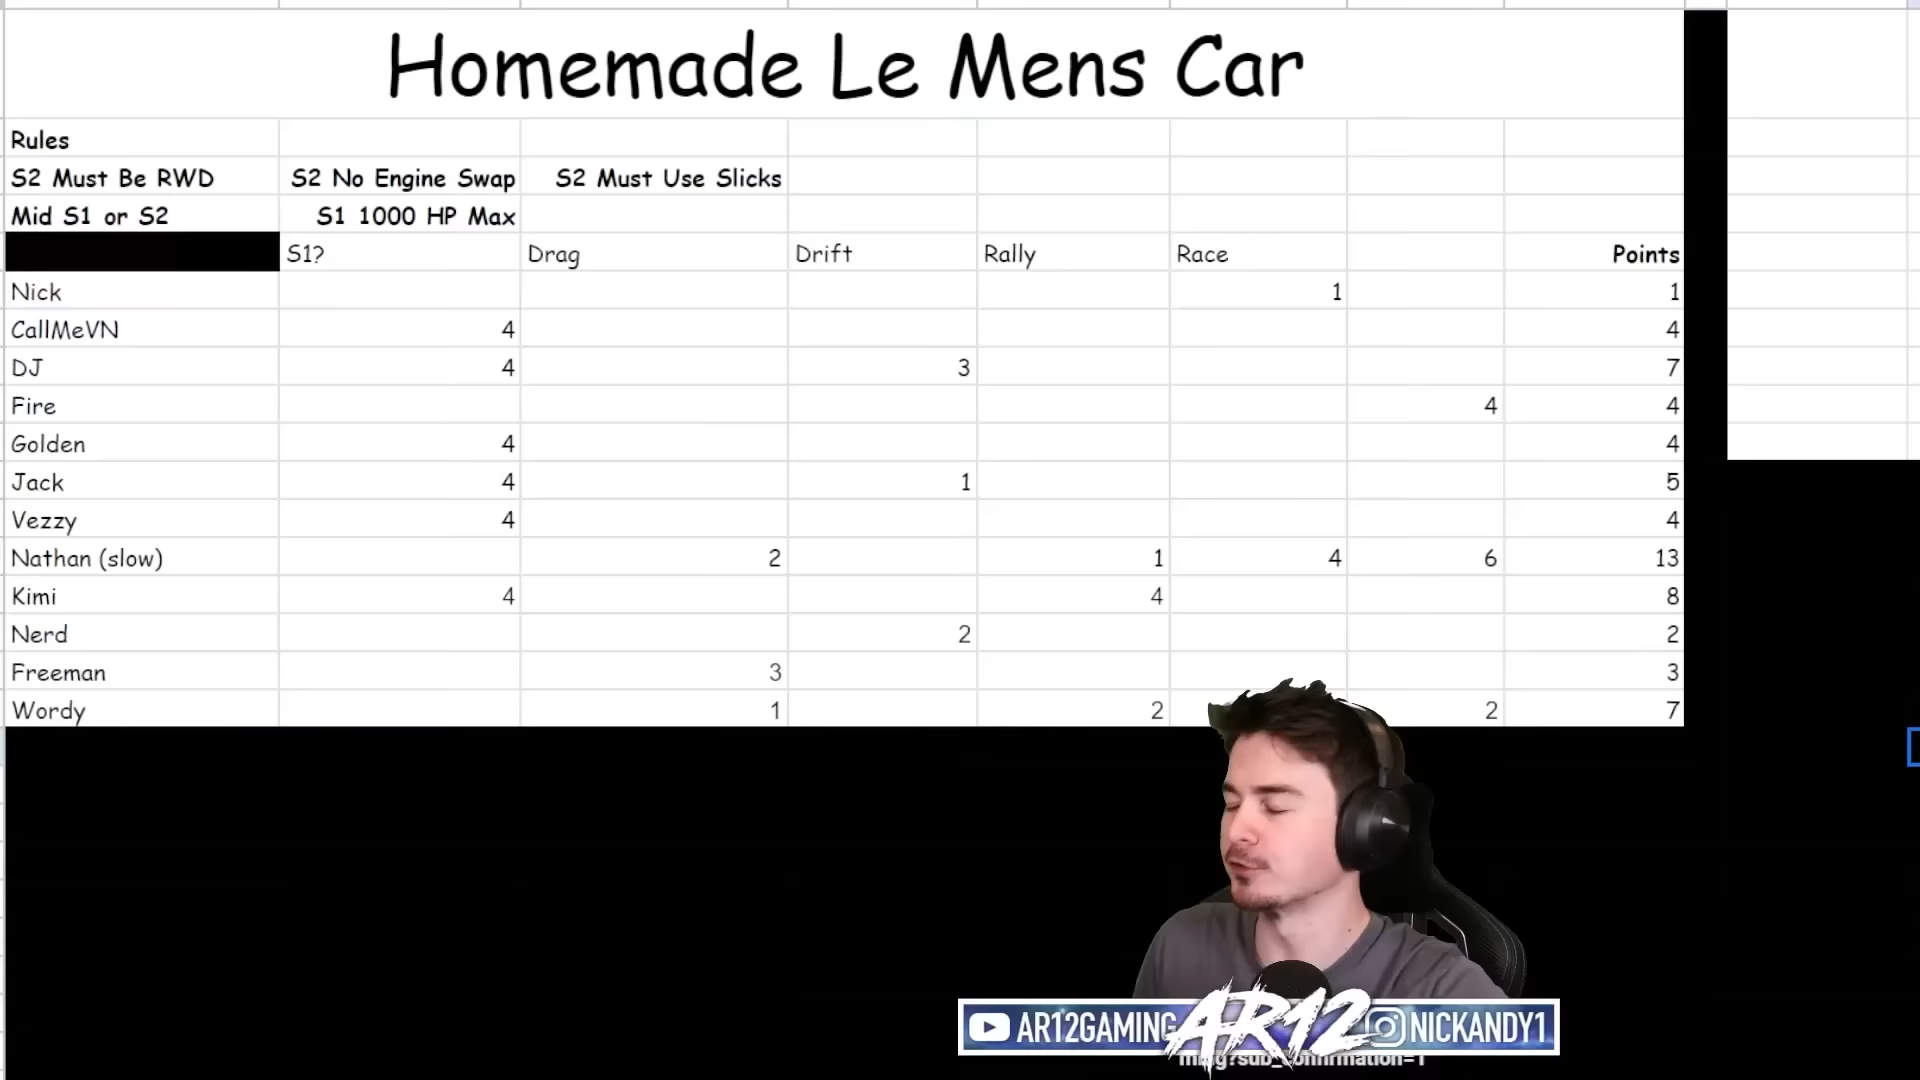 Homemade Le Mens Car
Rules
S2 Must Be RWD S2 No Engine Swap S2 Must Use Slicks
Mid S1 or S2 S1 1000 HP Max
S1? Drag Drift Rally Race Points
Nick 1 1
CallMeVN 4 4
DJ 4 3 7
Fire 4 4
Golden 4 4
Jack 4 1 5
Vezzy 4 4
Nathan (slow) 2 1 4 6 13
Kimi 4 4 8
Nerd 2 2
Freeman 3 3
Wordy 1 2 2 7
AR12GAMING AR12 NICKANDY1
?sub_confirmation=1